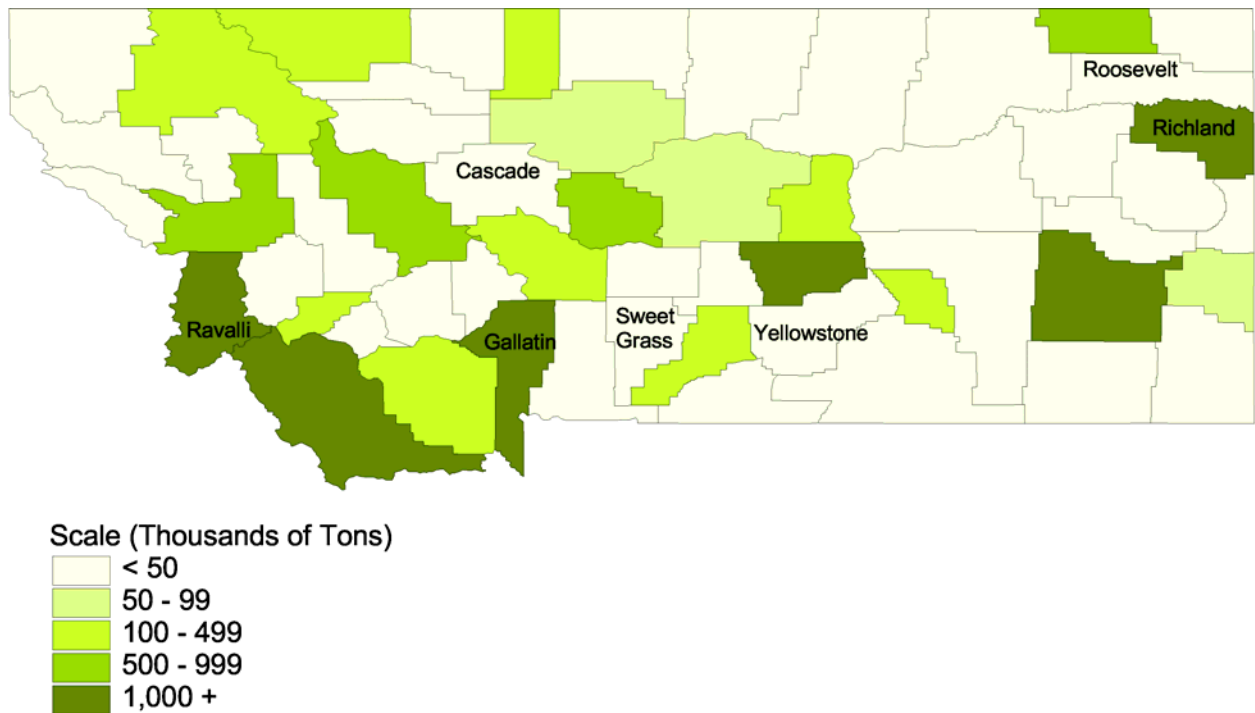 Roosevelt
Richland
Cascade
Ravalli
Gallatin
Sweet
Grass
Yellowstone
Scale (Thousands of Tons)
< 50
50 - 99
100 - 499
500 - 999
1,000 +